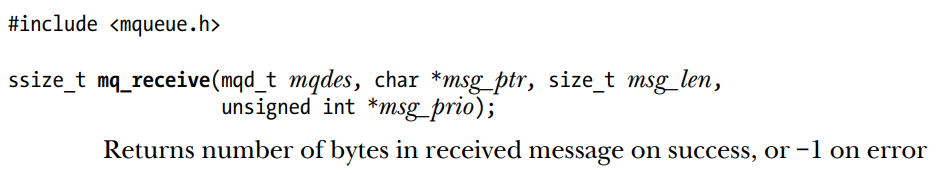 #include <mqueue.h>
ssize_t mq_receive(mqd_t mqdes, char *msg_ptr, size_t msg_len,
unsigned int *msg_prio);
Returns number of bytes in received message on success, or −1 on error